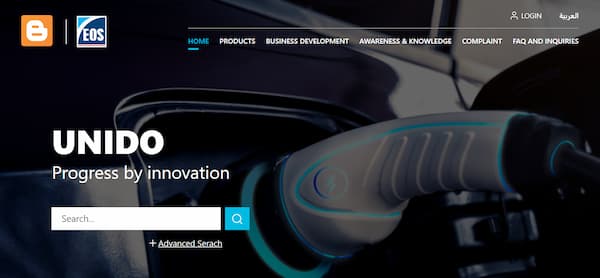 LOGIN العربية
EOS
HOME PRODUCTS BUSINESS DEVELOPMENT AWARENESS & KNOWLEDGE COMPLAINT FAQ AND INQUIRIES
UNIDO
Progress by innovation
Search...
+ Advanced Serach